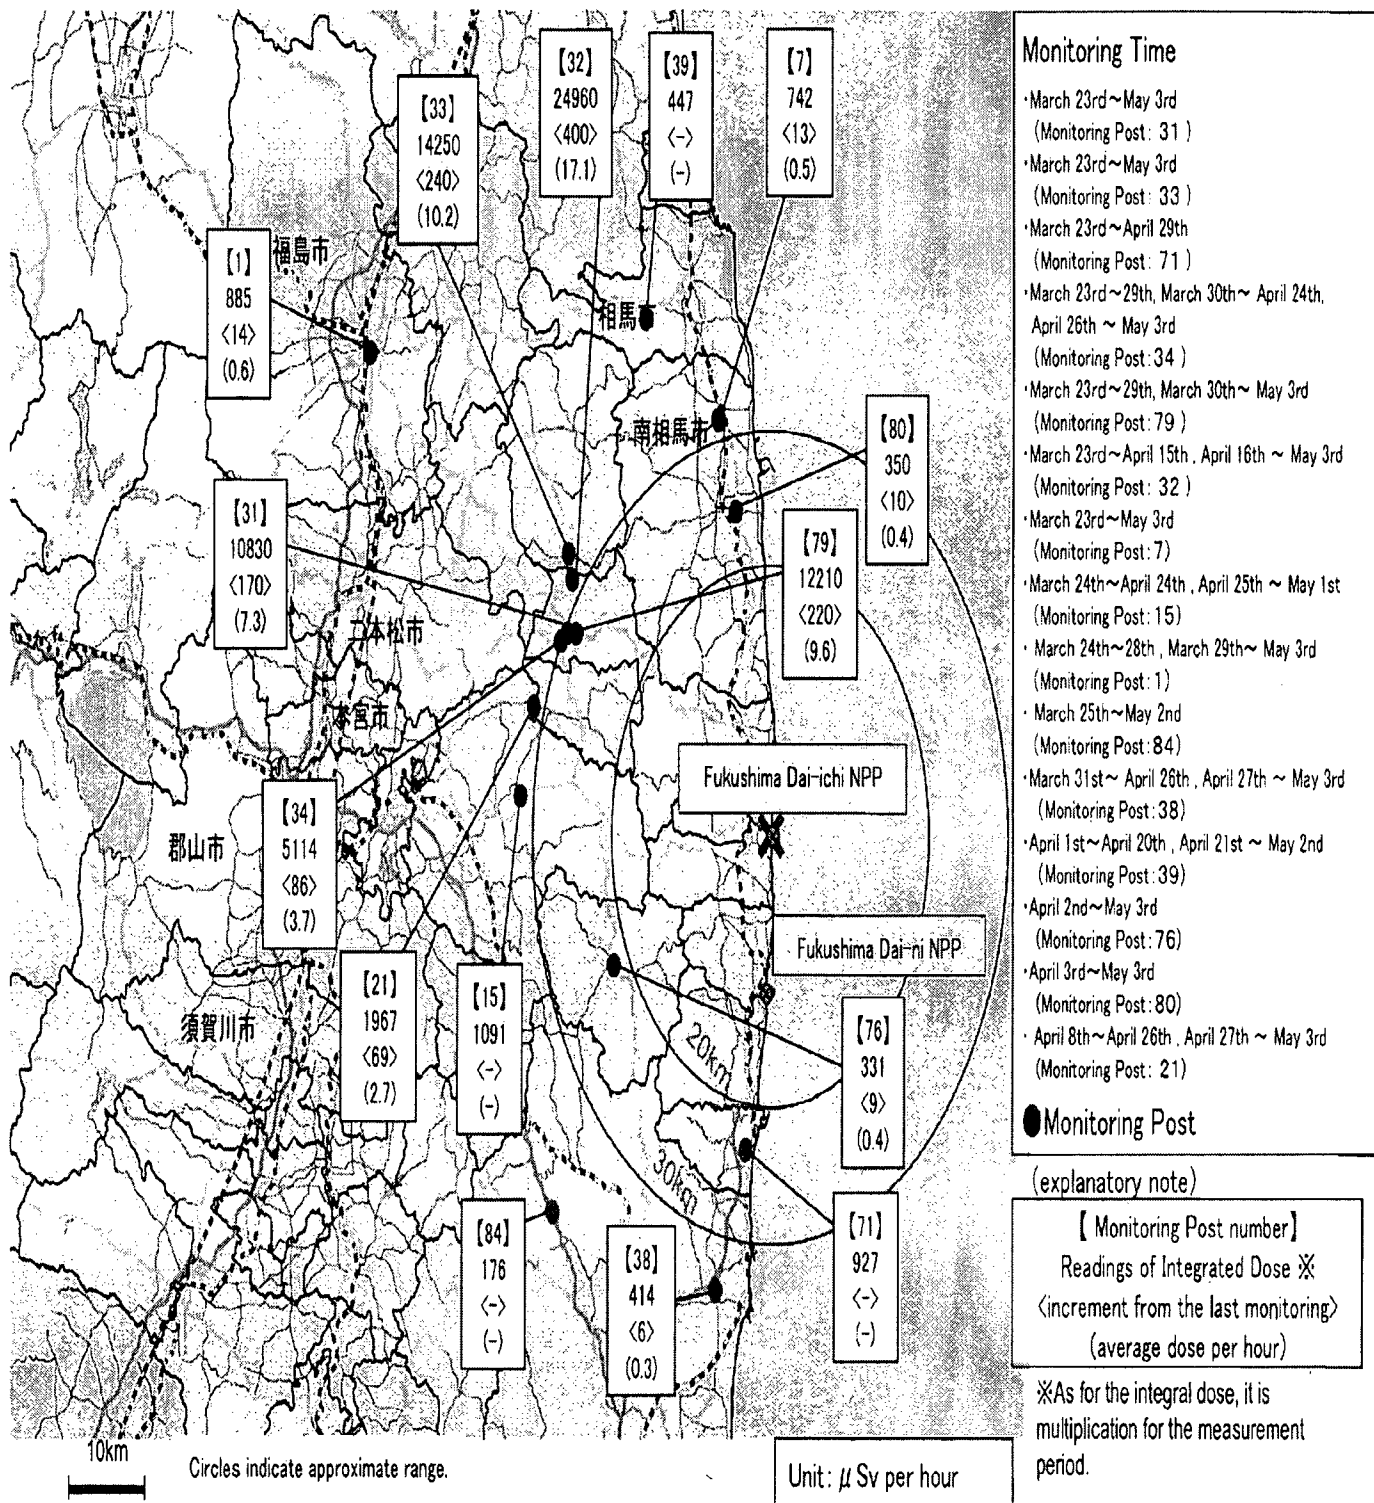 【33】
14250
<240>
(10.2)
【32】
24960
<400>
(17.1)
【39】
447
<->
(-)
【7】
742
<13>
(0.5)
【1】
885
<14>
(0.6)
福島市
相馬市
南相馬市
【80】
350
<10>
(0.4)
【31】
10830
<170>
(7.3)
【79】
12210
<220>
(9.6)
二本松市
本宮市
Fukushima Dai-ichi NPP
郡山市
【34】
5114
<86>
(3.7)
Fukushima Dai-ni NPP
須賀川市
【21】
1967
<69>
(2.7)
【15】
1091
<->
(-)
【76】
331
<9>
(0.4)
20km
30km
【84】
176
<->
(-)
【38】
414
<6>
(0.3)
【71】
927
<->
(-)
10km
Circles indicate approximate range.
Unit: μ Sv per hour
Monitoring Time
・March 23rd~May 3rd
(Monitoring Post: 31 )
・March 23rd~May 3rd
(Monitoring Post: 33 )
・March 23rd~April 29th
(Monitoring Post: 71 )
・March 23rd~29th, March 30th~ April 24th,
April 26th ~ May 3rd
(Monitoring Post: 34 )
・March 23rd~29th, March 30th~ May 3rd
(Monitoring Post: 79 )
・March 23rd~April 15th , April 16th ~ May 3rd
(Monitoring Post: 32 )
・March 23rd~May 3rd
(Monitoring Post: 7)
・March 24th~April 24th , April 25th ~ May 1st
(Monitoring Post: 15)
・ March 24th~28th , March 29th~ May 3rd
(Monitoring Post: 1)
・ March 25th~May 2nd
(Monitoring Post: 84)
・March 31st~ April 26th , April 27th ~ May 3rd
(Monitoring Post: 38)
・April 1st~April 20th , April 21st ~ May 2nd
(Monitoring Post: 39)
・April 2nd~May 3rd
(Monitoring Post: 76)
・April 3rd~May 3rd
(Monitoring Post: 80)
・ April 8th~April 26th , April 27th ~ May 3rd
(Monitoring Post: 21)
●Monitoring Post
(explanatory note)
【 Monitoring Post number】
Readings of Integrated Dose ※
<increment from the last monitoring>
(average dose per hour)
※As for the integral dose, it is
multiplication for the measurement
period.